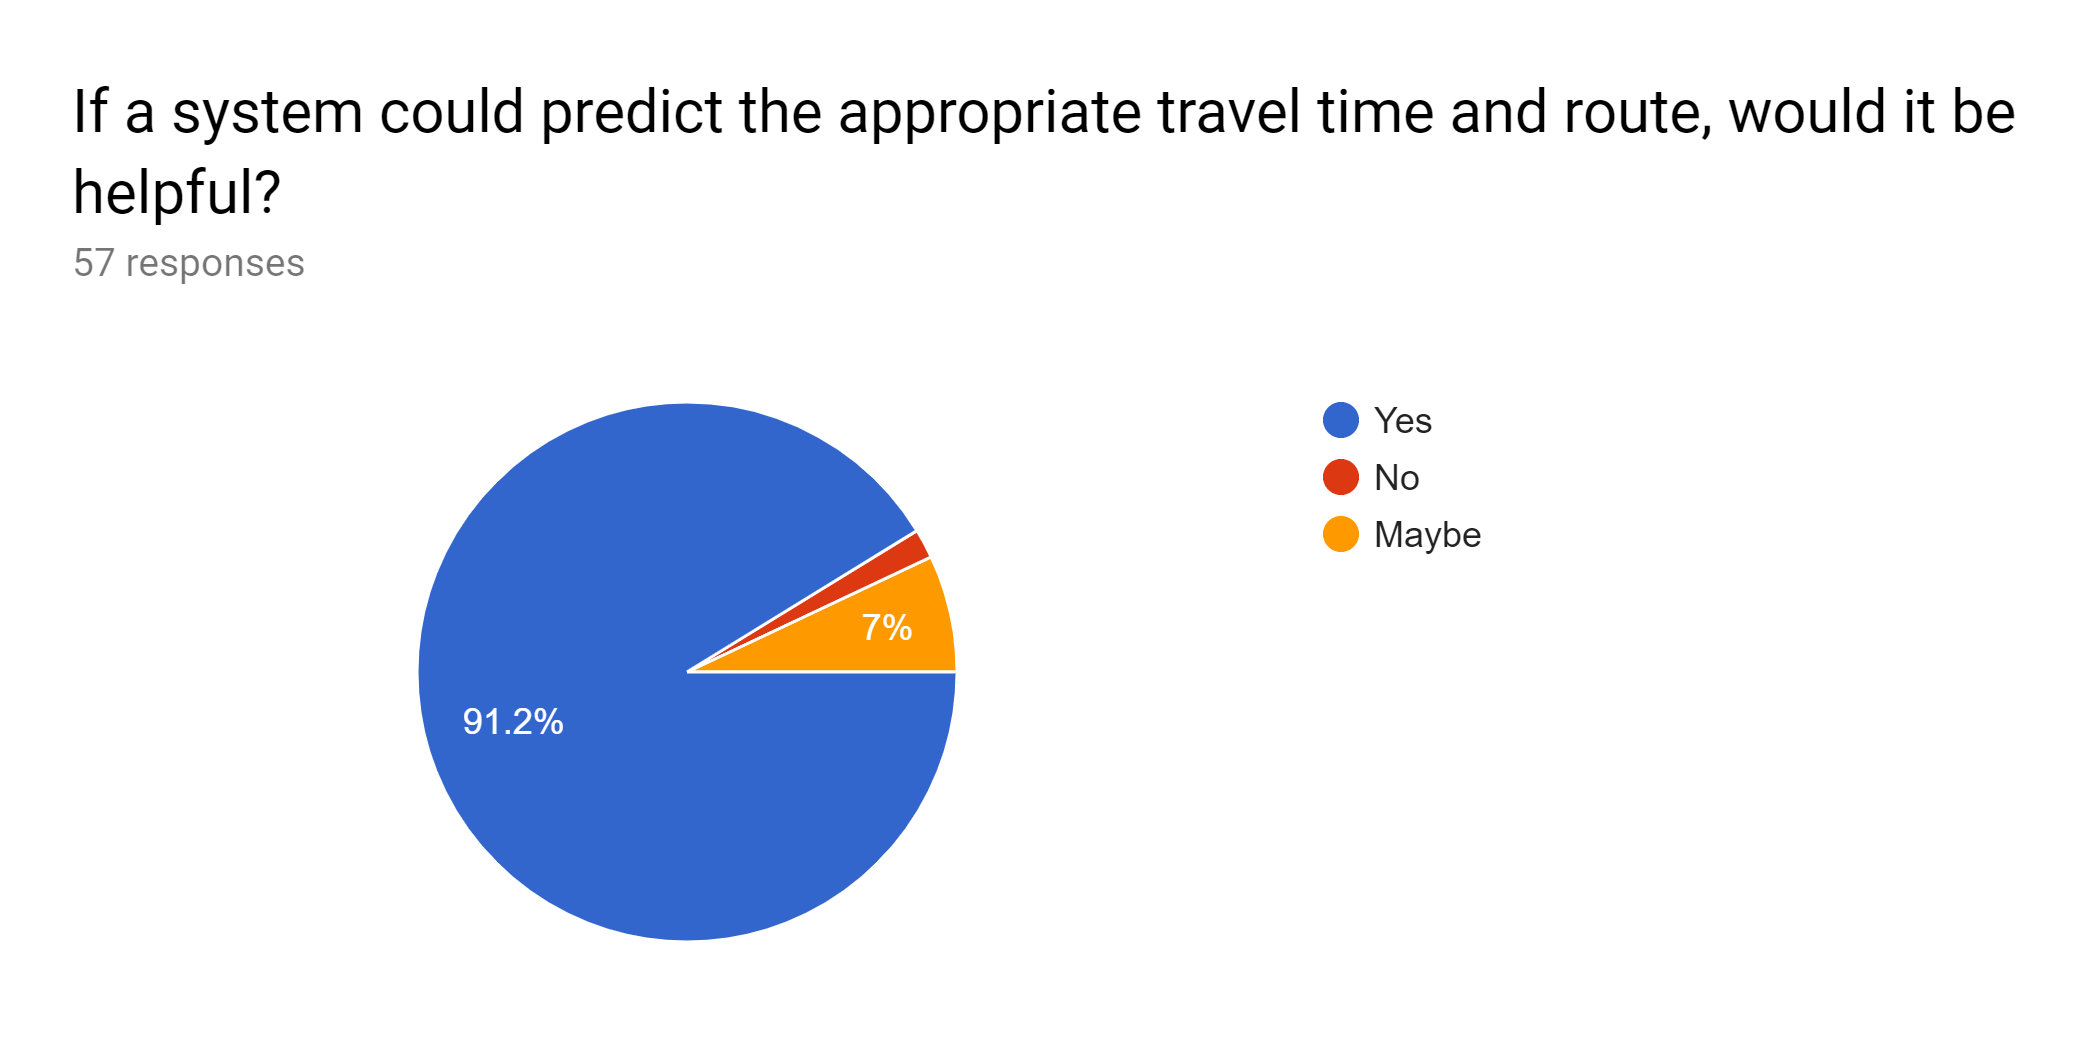 If a system could predict the appropriate travel time and route, would it be
helpful?
57 responses
Yes
No
Maybe
7%
91.2%